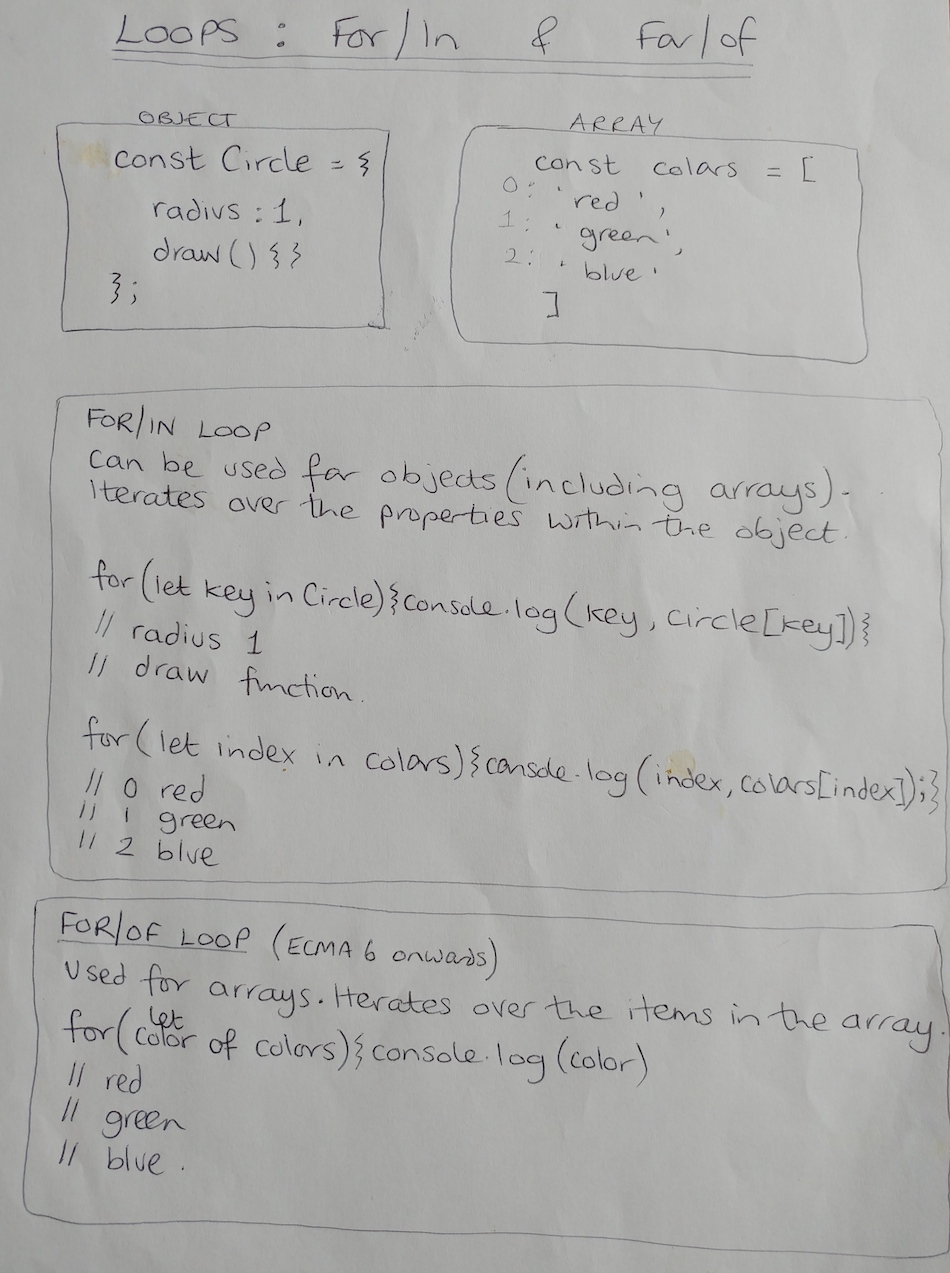 LOOPS : For/In & For/of
OBJECT
const Circle = {
radius : 1,
draw() { }
};
ARRAY
const colors = [
0: 'red',
1: 'green',
2: 'blue'
]
FOR/IN LOOP
Can be used for objects (including arrays).
Iterates over the properties within the object.
for (let key in Circle) { console.log(key, circle[key]) }
// radius 1
// draw function.
for (let index in colors) { console.log (index, colors[index]); }
// 0 red
// 1 green
// 2 blue
FOR/OF LOOP (ECMA 6 onwards)
Used for arrays. Iterates over the items in the array.
for ( let color of colors) { console.log (color)
// red
// green
// blue.